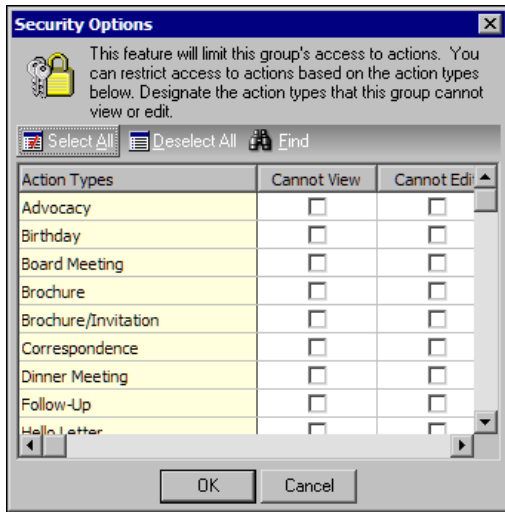 Security Options
This feature will limit this group's access to actions. You
can restrict access to actions based on the action types
below. Designate the action types that this group cannot
view or edit.
Select All Deselect All Find
Action Types Cannot View Cannot Edit
Advocacy
Birthday
Board Meeting
Brochure
Brochure/Invitation
Correspondence
Dinner Meeting
Follow-Up
Hello Letter
OK Cancel